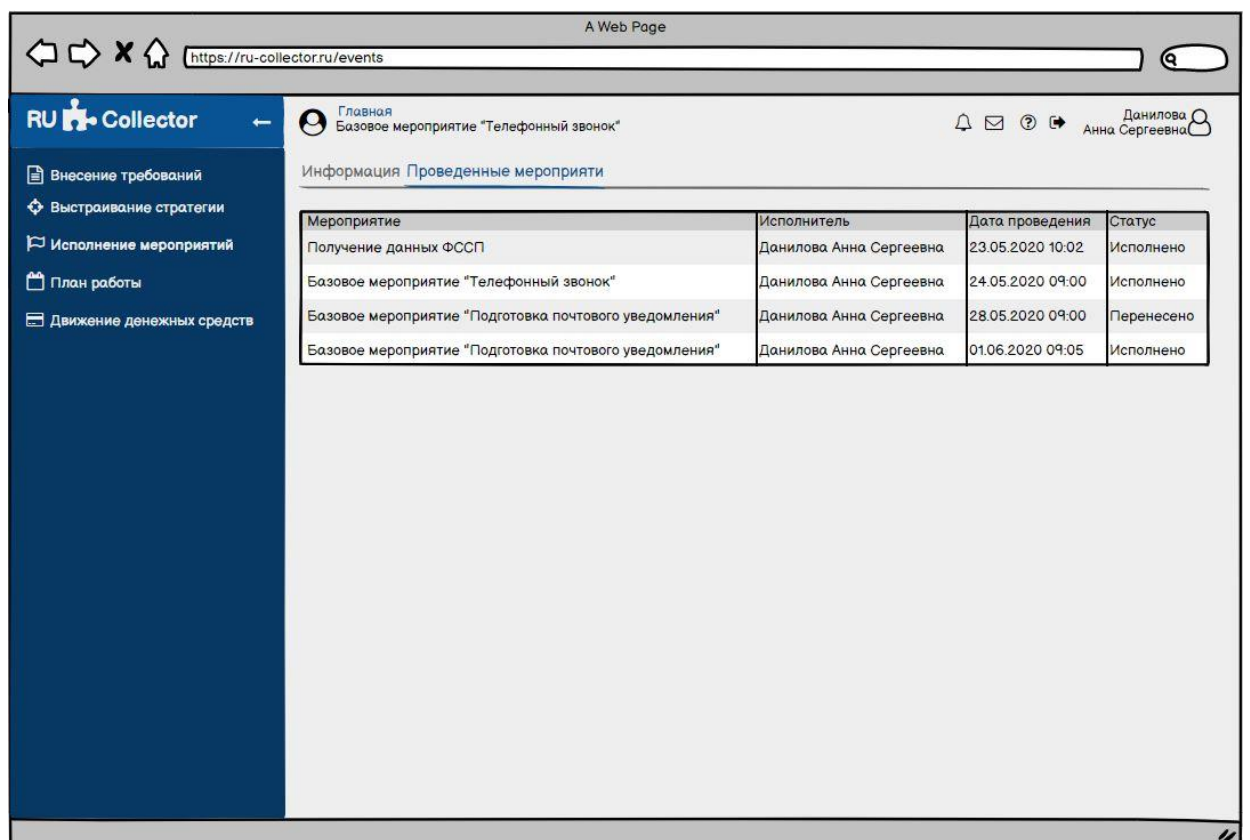 A Web Page
https://ru-collector.ru/events
RU Collector
Главная
Базовое мероприятие "Телефонный звонок"
Данилова
Анна Сергеевна
Внесение требований
Выстраивание стратегии
Исполнение мероприятий
План работы
Движение денежных средств
Информация Проведенные мероприяти
Мероприятие Исполнитель Дата проведения Статус
Получение данных ФССП Данилова Анна Сергеевна 23.05.2020 10:02 Исполнено
Базовое мероприятие "Телефонный звонок" Данилова Анна Сергеевна 24.05.2020 09:00 Исполнено
Базовое мероприятие "Подготовка почтового уведомления" Данилова Анна Сергеевна 28.05.2020 09:00 Перенесено
Базовое мероприятие "Подготовка почтового уведомления" Данилова Анна Сергеевна 01.06.2020 09:05 Исполнено